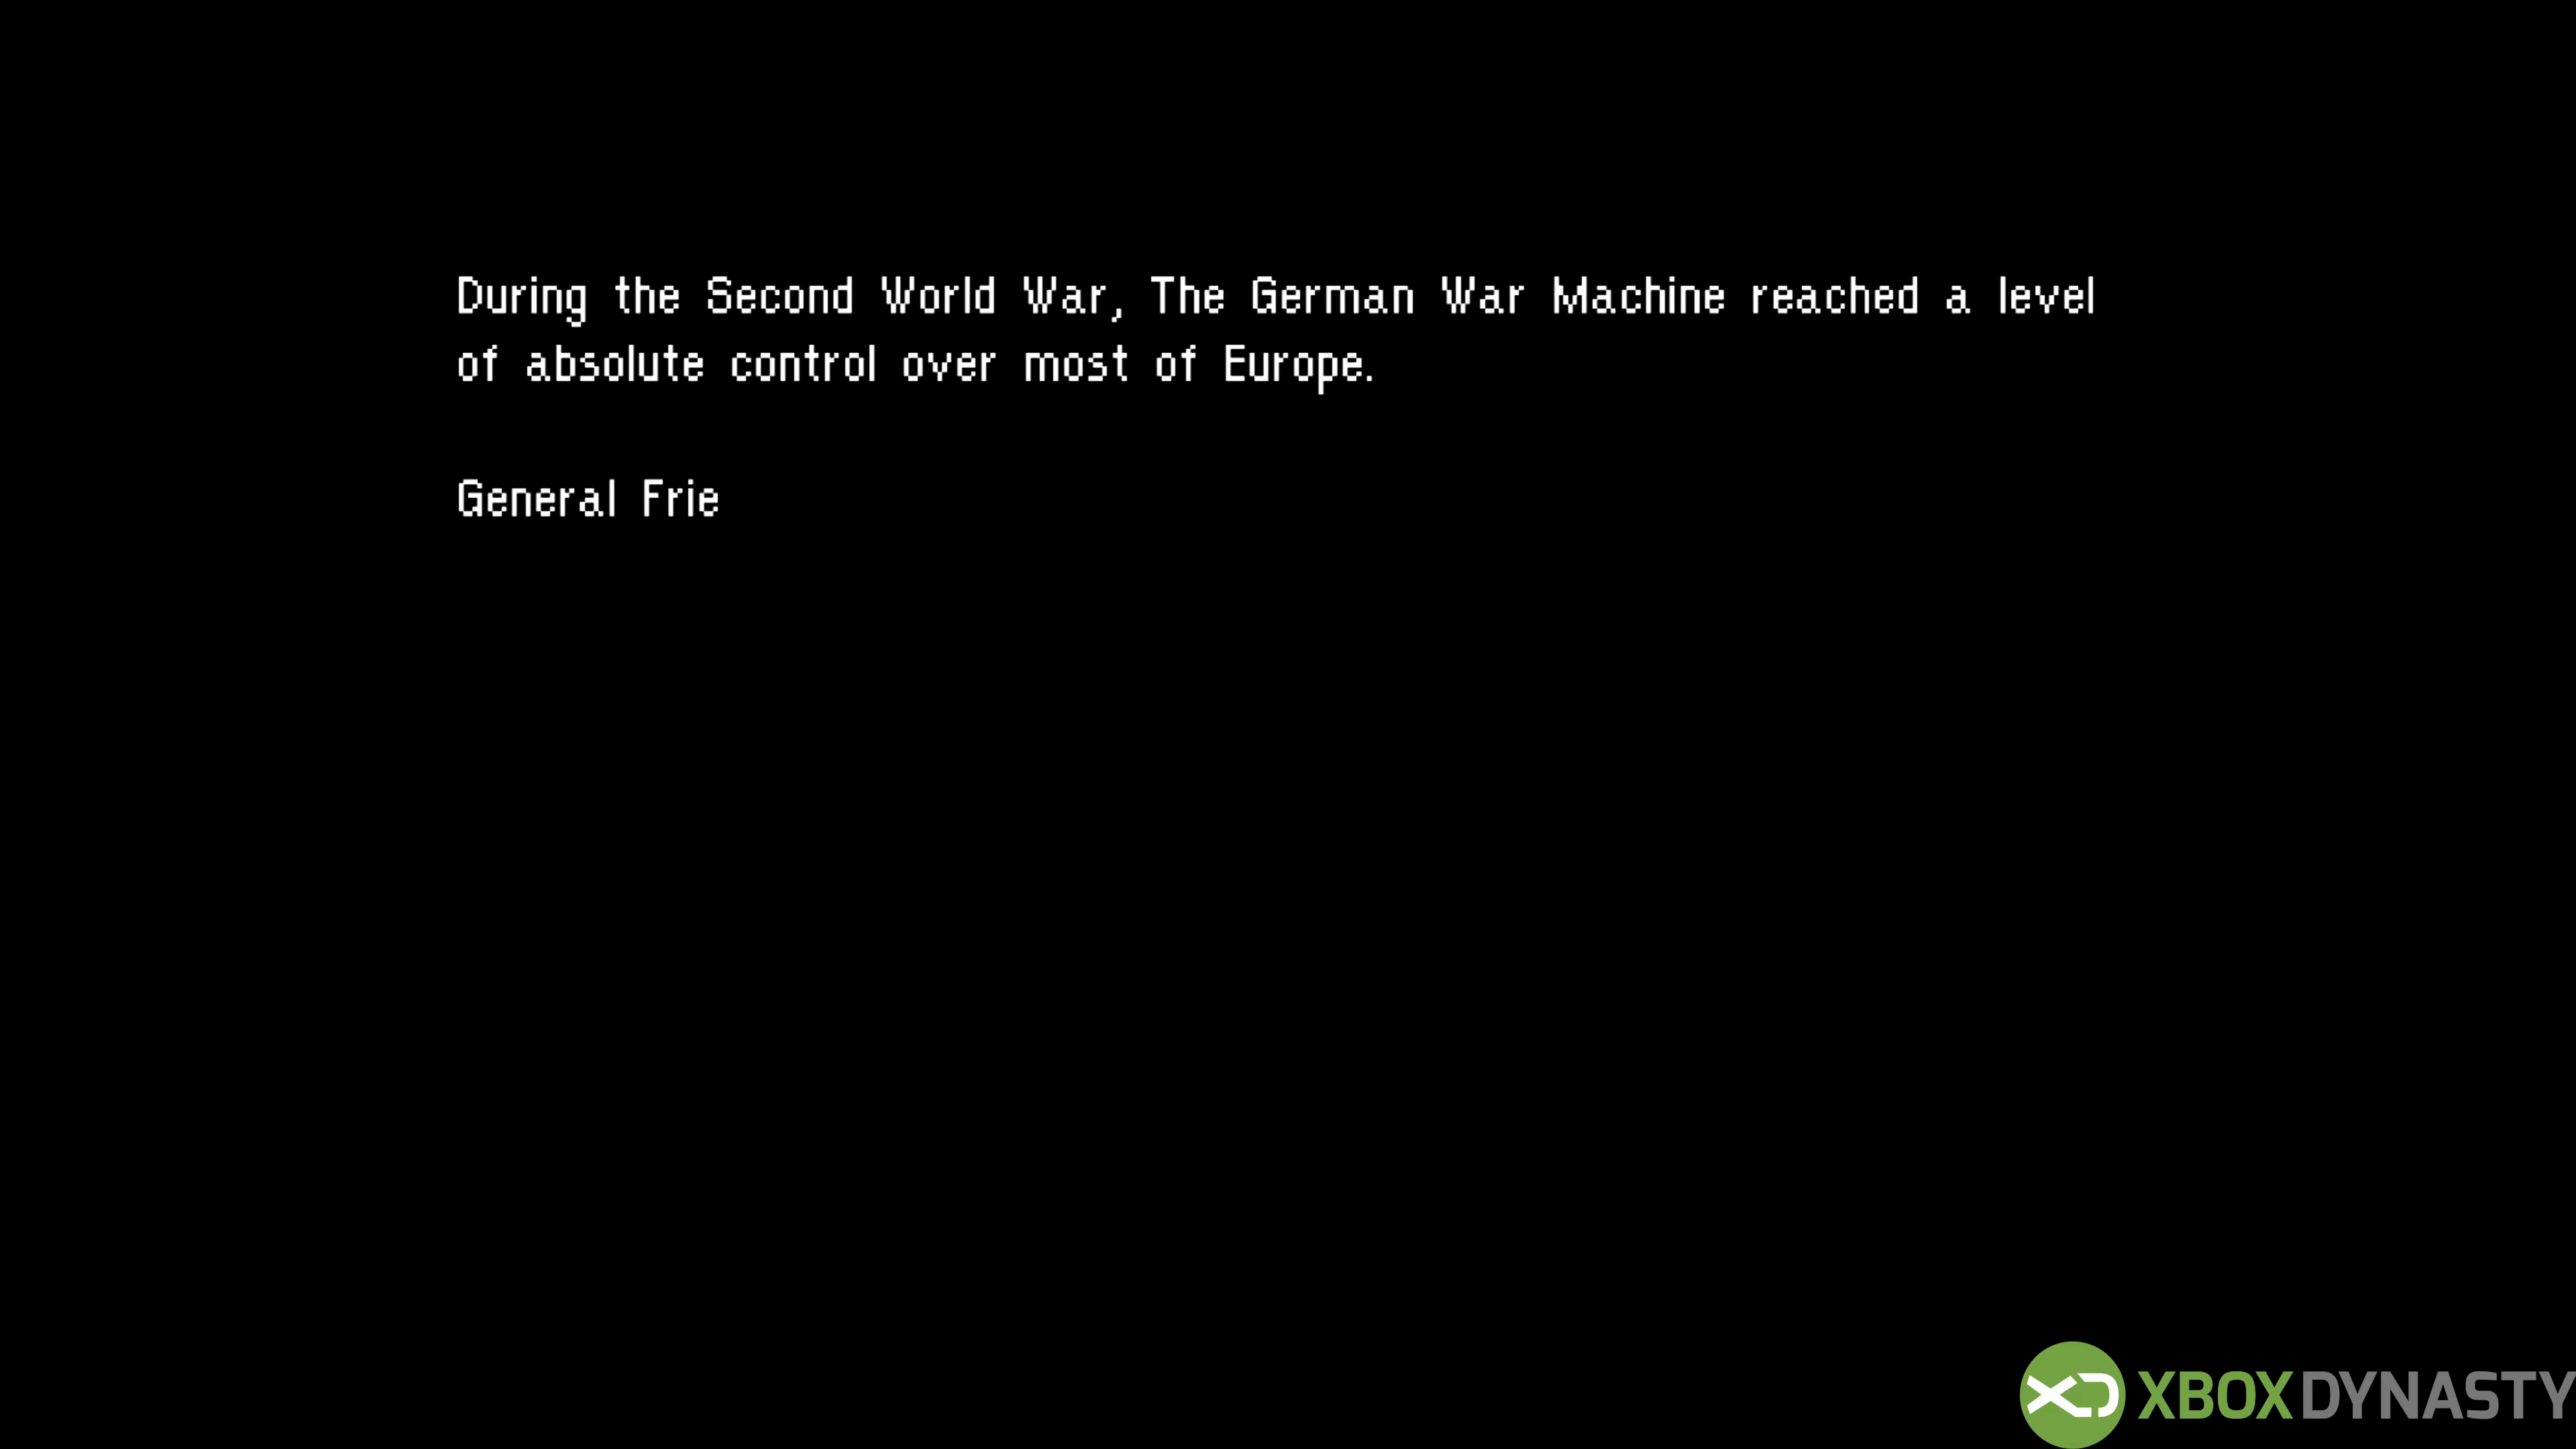 During the Second World War, The German War Machine reached a level
of absolute control over most of Europe.
General Frie
XBOXDYNASTY